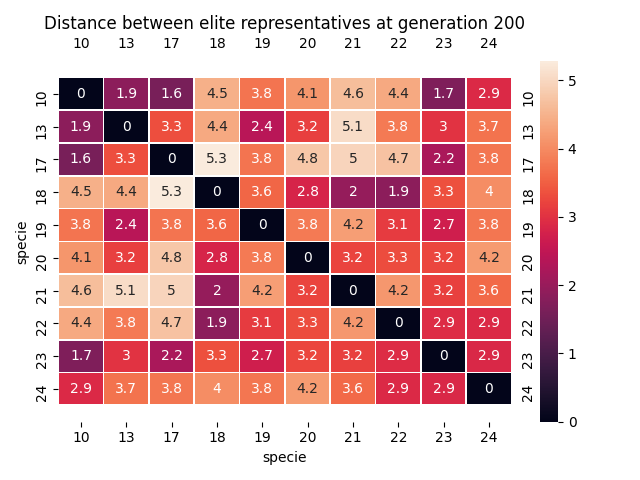 Distance between elite representatives at generation 200
10 13 17 18 19 20 21 22 23 24
10 0 1.9 1.6 4.5 3.8 4.1 4.6 4.4 1.7 2.9 10
13 1.9 0 3.3 4.4 2.4 3.2 5.1 3.8 3 3.7 13
17 1.6 3.3 0 5.3 3.8 4.8 5 4.7 2.2 3.8 17
18 4.5 4.4 5.3 0 3.6 2.8 2 1.9 3.3 4 18
19 3.8 2.4 3.8 3.6 0 3.8 4.2 3.1 2.7 3.8 19
20 4.1 3.2 4.8 2.8 3.8 0 3.2 3.3 3.2 4.2 20
21 4.6 5.1 5 2 4.2 3.2 0 4.2 3.2 3.6 21
22 4.4 3.8 4.7 1.9 3.1 3.3 4.2 0 2.9 2.9 22
23 1.7 3 2.2 3.3 2.7 3.2 3.2 2.9 0 2.9 23
24 2.9 3.7 3.8 4 3.8 4.2 3.6 2.9 2.9 0 24
10 13 17 18 19 20 21 22 23 24
specie
specie
5
4
3
2
1
0